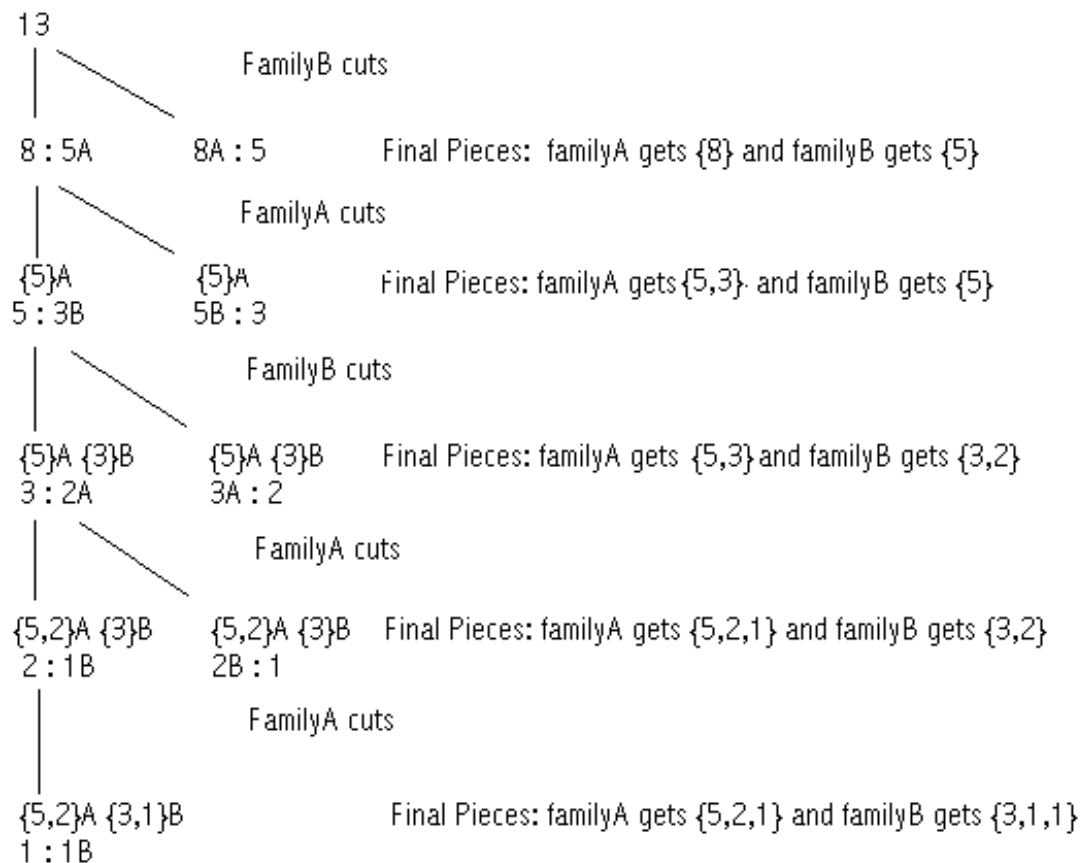 13
FamilyB cuts
8 : 5A 8A : 5 Final Pieces: familyA gets {8} and familyB gets {5}
FamilyA cuts
{5}A {5}A Final Pieces: familyA gets {5,3}. and familyB gets {5}
5 : 3B 5B : 3
FamilyB cuts
{5}A {3}B {5}A {3}B Final Pieces: familyA gets {5,3} and familyB gets {3,2}
3 : 2A 3A : 2
FamilyA cuts
{5,2}A {3}B {5,2}A {3}B Final Pieces: familyA gets {5,2,1} and familyB gets {3,2}
2 : 1B 2B : 1
FamilyA cuts
{5,2}A {3,1}B Final Pieces: familyA gets {5,2,1} and familyB gets {3,1,1}
1 : 1B